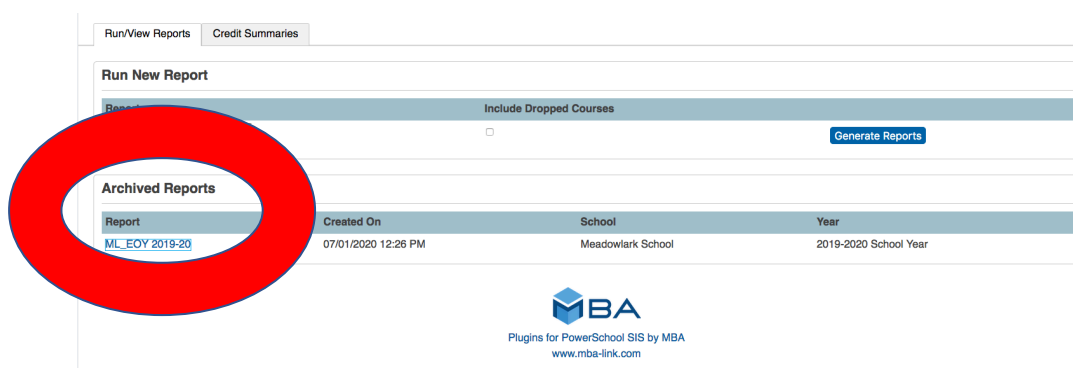 Run/View Reports Credit Summaries
Run New Report
Report Include Dropped Courses
Generate Reports
Archived Reports
Report Created On School Year
ML_EOY 2019-20 07/01/2020 12:26 PM Meadowlark School 2019-2020 School Year
MBA
Plugins for PowerSchool SIS by MBA
www.mba-link.com